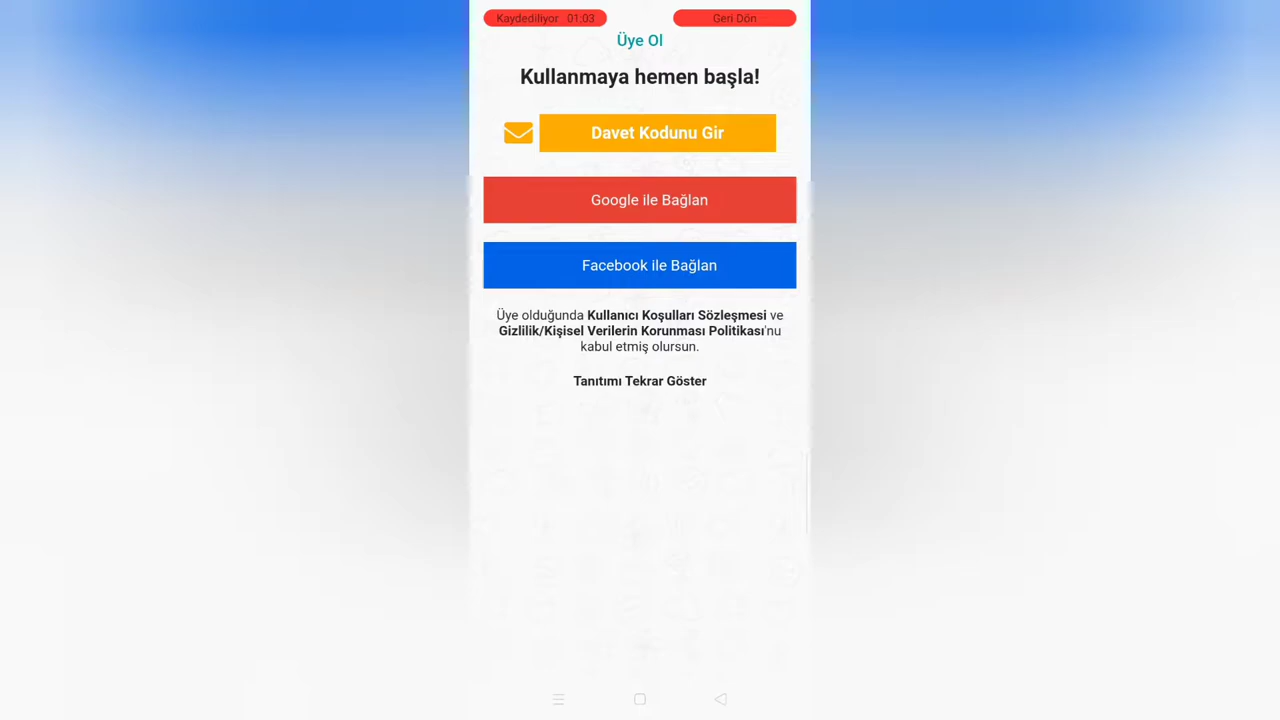 Kaydediliyor 01:03
Geri Dön
Üye Ol
Kullanmaya hemen başla!
Davet Kodunu Gir
Google ile Bağlan
Facebook ile Bağlan
Üye olduğunda Kullanıcı Koşulları Sözleşmesi ve
Gizlilik/Kişisel Verilerin Korunması Politikası'nu
kabul etmiş olursun.
Tanıtımı Tekrar Göster